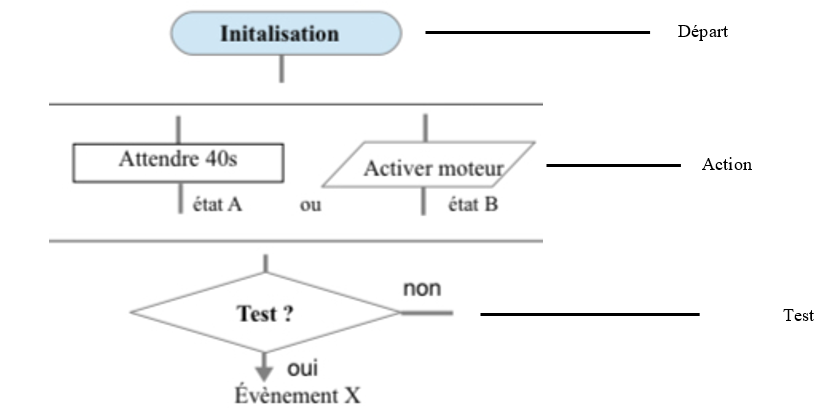 Initalisation
Départ
Attendre 40s
Activer moteur
Action
état A
ou
état B
non
Test ?
Test
oui
Évènement X